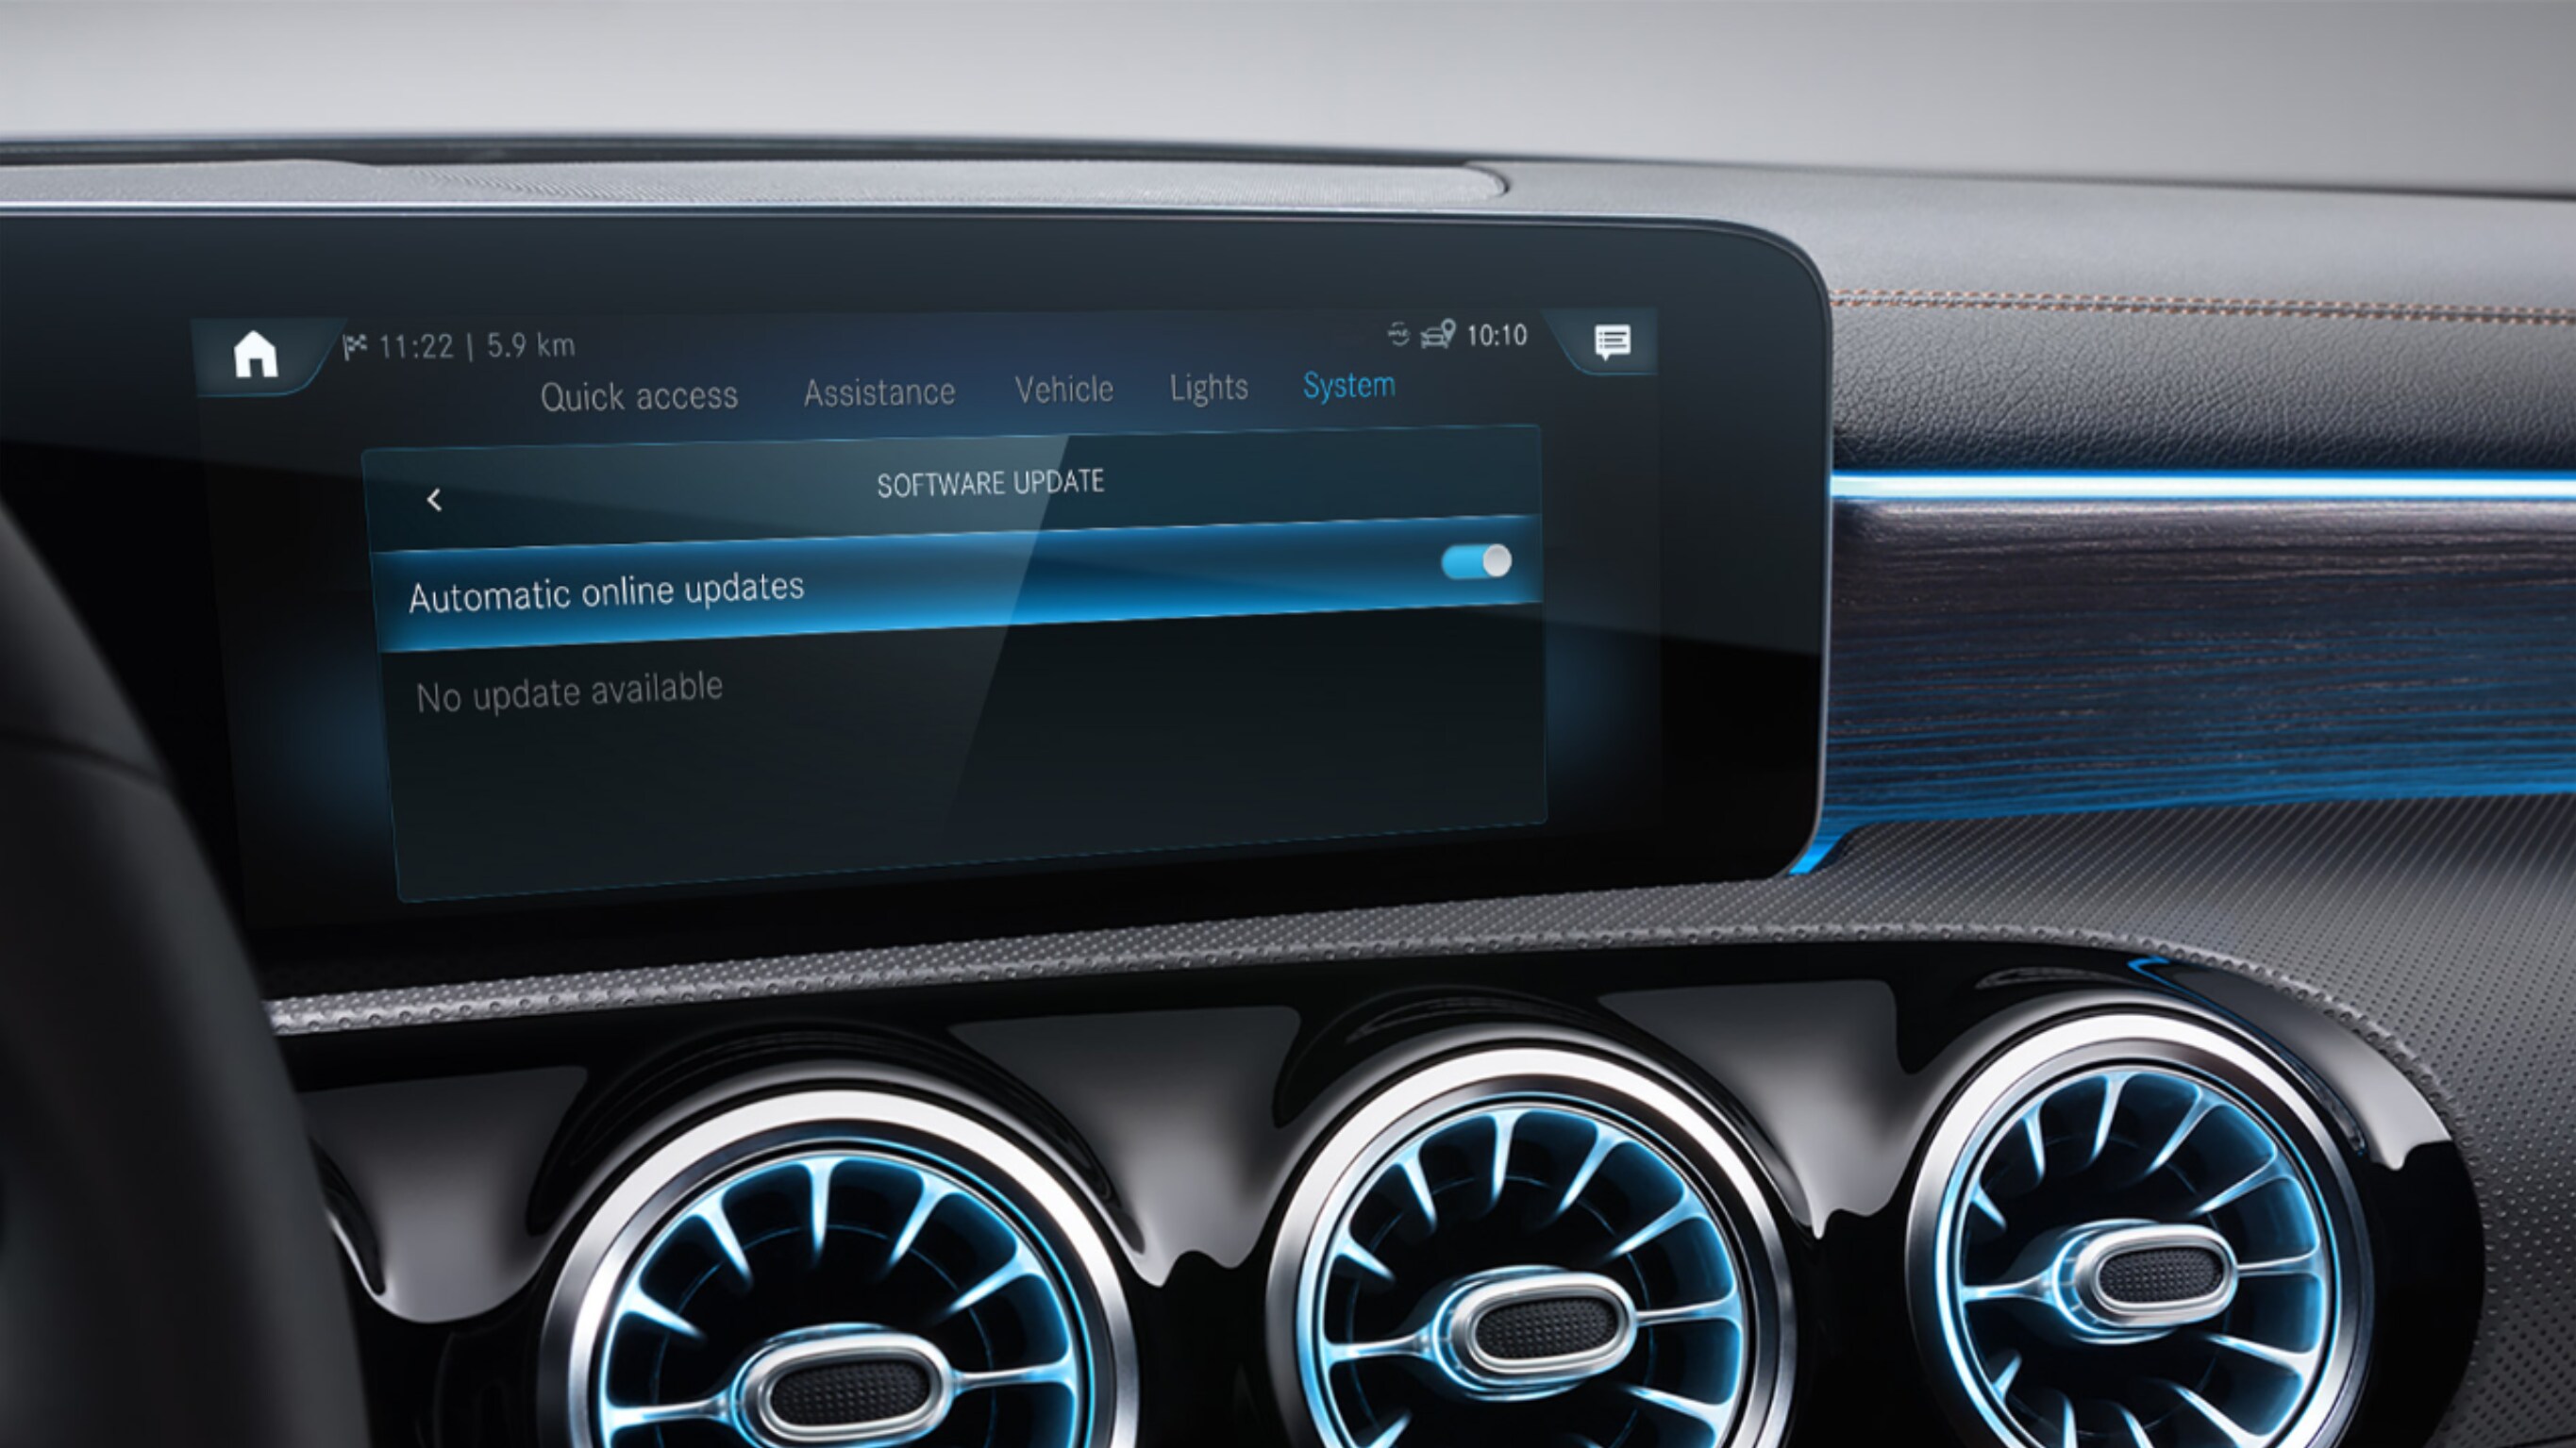 11:22 | 5.9 km
10:10
Quick access Assistance Vehicle Lights System
SOFTWARE UPDATE
Automatic online updates
No update available